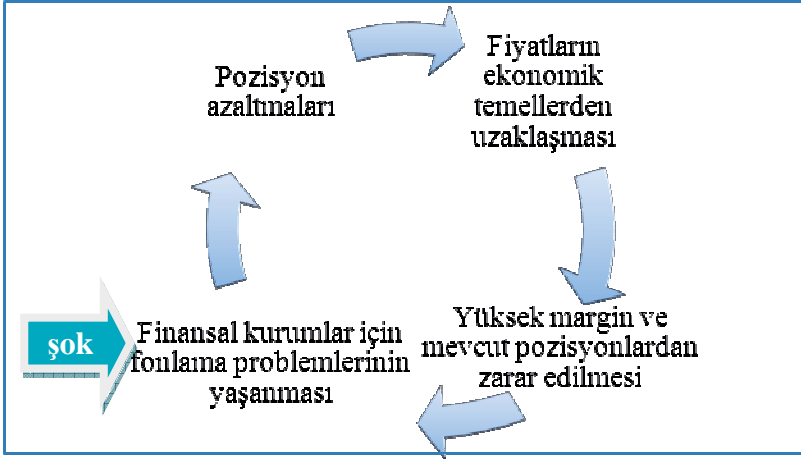 Pozisyon
azaltmaları
Fiyatların
ekonomik
temellerden
uzaklaşması
Yüksek margin ve
mevcut pozisyonlardan
zarar edilmesi
şok
Finansal kurumlar için
fonlama problemlerinin
yaşanması